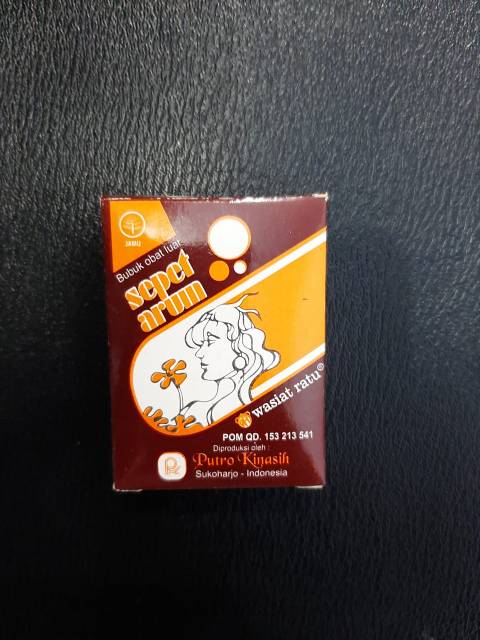 JAMU
Bubuk obat luar
sepet
arum
wasiat ratu®
POM QD. 153 213 541
Diproduksi oleh :
Putro Kinasih
Sukoharjo - Indonesia